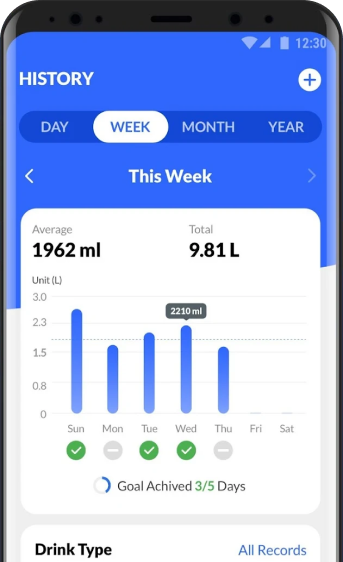 12:30
HISTORY
DAY WEEK MONTH YEAR
This Week
Average Total
1962 ml 9.81 L
Unit (L)
3.0
2210 ml
2.3
1.5
0.8
0
Sun Mon Tue Wed Thu Fri Sat
Goal Achived 3/5 Days
Drink Type All Records